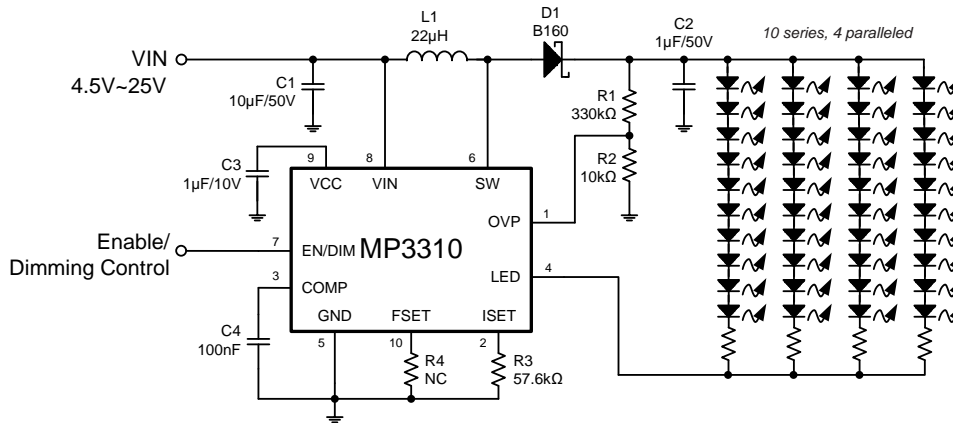 D1
B160
L1
22µH
C2
1µF/50V
10 series, 4 paralleled
VIN
4.5V~25V
C1
10µF/50V
R1
330kΩ
R2
10kΩ
C3
1µF/10V
9
8
6
VCC
VIN
SW
OVP
1
Enable/
Dimming Control
7
EN/DIM
MP3310
LED
4
3
COMP
GND
FSET
ISET
C4
100nF
5
10
2
R4
NC
R3
57.6kΩ